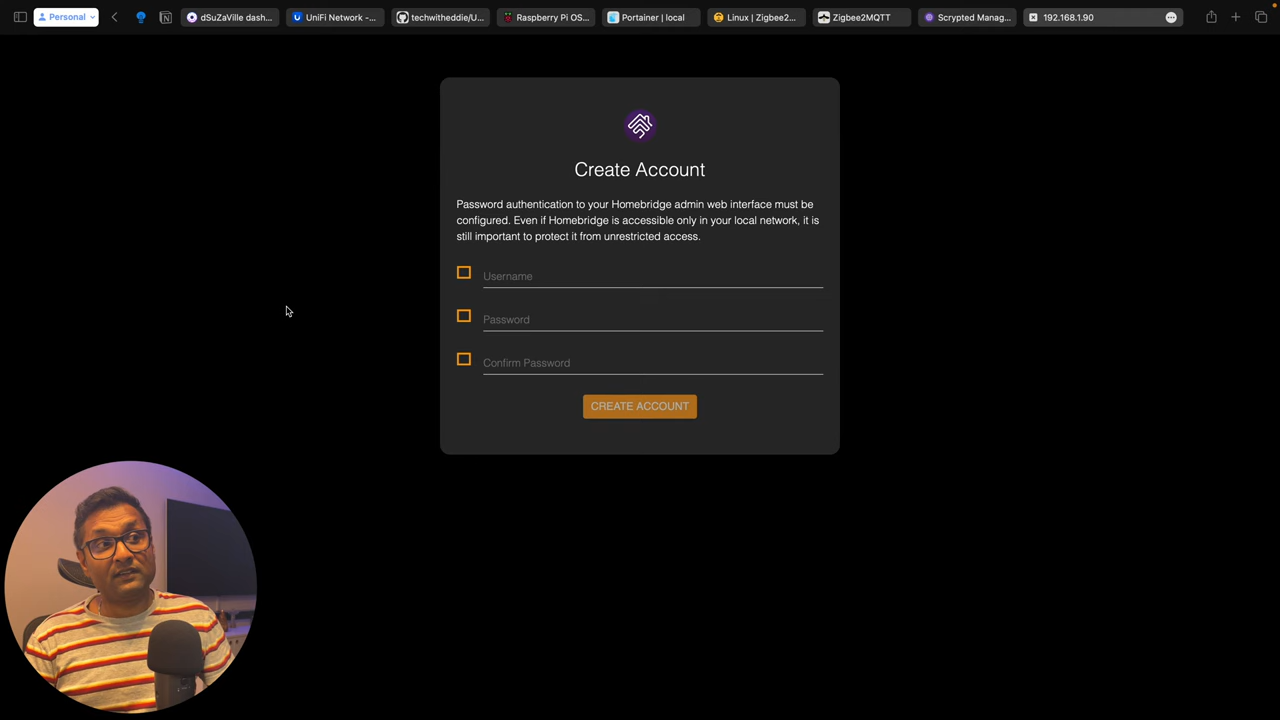 Personal
dSuZaVille dash...
UniFi Network -...
techwitheddie/U...
Raspberry Pi OS...
Portainer | local
Linux | Zigbee2...
Zigbee2MQTT
Scrypted Manag...
192.168.1.90
Create Account
Password authentication to your Homebridge admin web interface must be
configured. Even if Homebridge is accessible only in your local network, it is
still important to protect it from unrestricted access.
Username
Password
Confirm Password
CREATE ACCOUNT